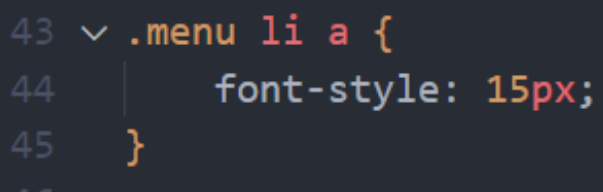 43 .menu li a {
44 font-style: 15px;
45 }